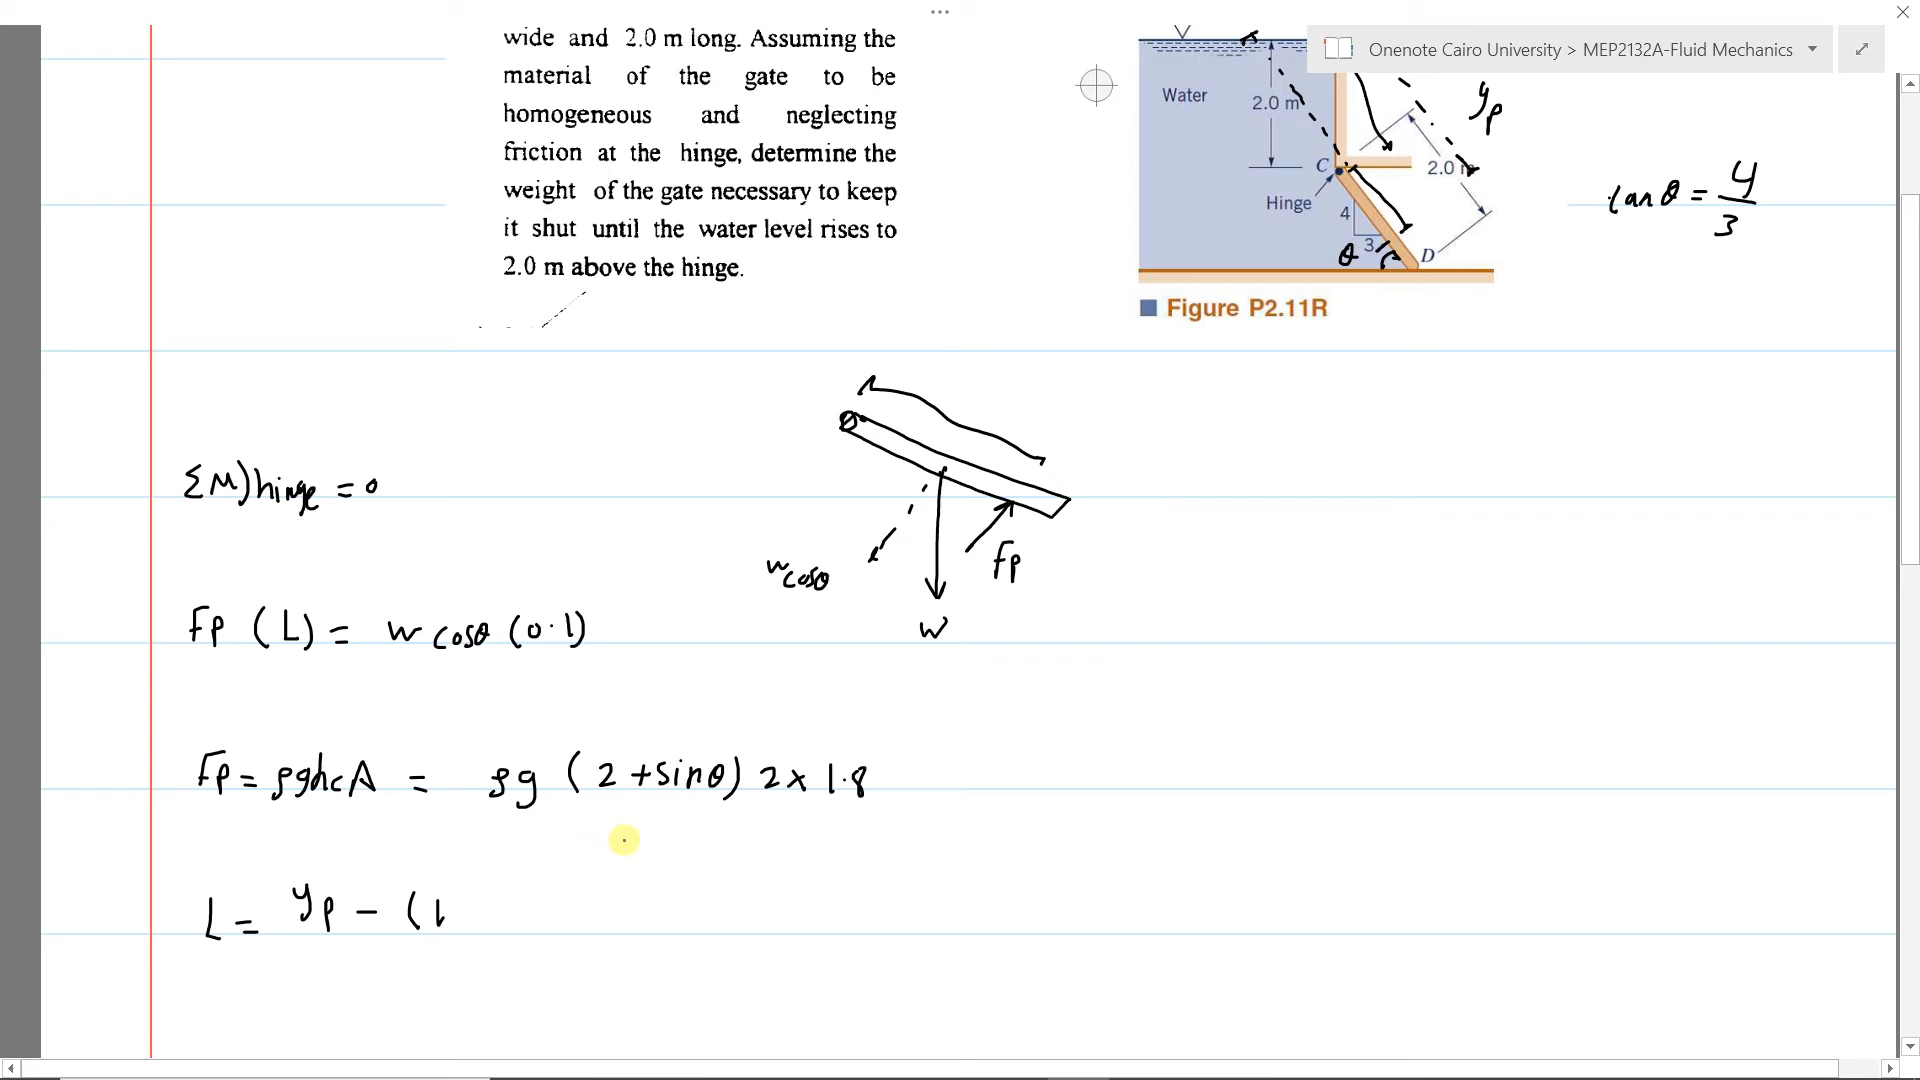 wide and 2.0 m long. Assuming the
material of the gate to be
homogeneous and neglecting
friction at the hinge, determine the
weight of the gate necessary to keep
it shut until the water level rises to
2.0 m above the hinge.
Onenote Cairo University > MEP2132A-Fluid Mechanics
Water
2.0 m
yp
C
2.0 m
Hinge
4
3
θ
D
Figure P2.11R
tanθ = 4/3
ΣM)hinge = 0
wcosθ
Fp
w
Fp (L) = w cosθ (0.1)
Fp = ρghcA = ρg (2 + sinθ) 2 × 1.8
L = yp - (